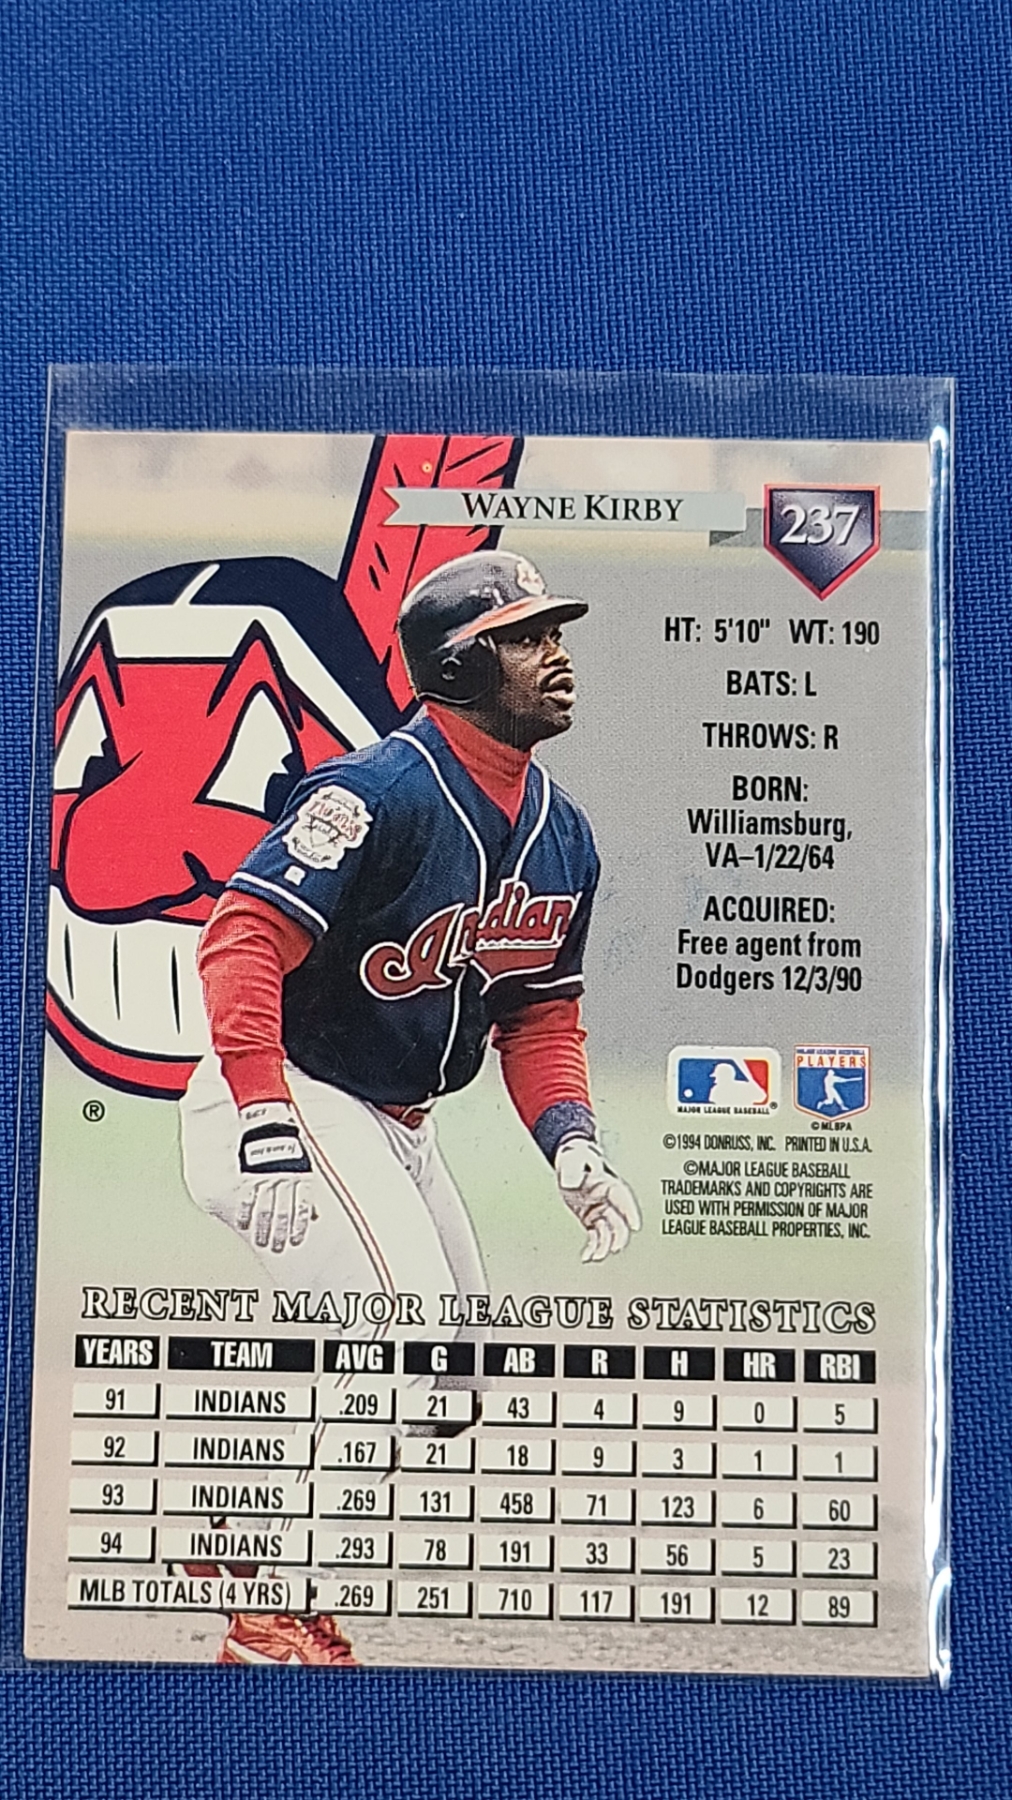 WAYNE KIRBY
237
HT: 5'10" WT: 190
BATS: L
THROWS: R
BORN:
Williamsburg,
VA–1/22/64
ACQUIRED:
Free agent from
Dodgers 12/3/90
Indians
MAJOR LEAGUE BASEBALL®
MAJOR LEAGUE BASEBALL
PLAYERS
©MLBPA
©1994 DONRUSS, INC. PRINTED IN U.S.A.
©MAJOR LEAGUE BASEBALL
TRADEMARKS AND COPYRIGHTS ARE
USED WITH PERMISSION OF MAJOR
LEAGUE BASEBALL PROPERTIES, INC.
®
RECENT MAJOR LEAGUE STATISTICS
YEARS TEAM AVG G AB R H HR RBI
91 INDIANS .209 21 43 4 9 0 5
92 INDIANS .167 21 18 9 3 1 1
93 INDIANS .269 131 458 71 123 6 60
94 INDIANS .293 78 191 33 56 5 23
MLB TOTALS (4 YRS) .269 251 710 117 191 12 89